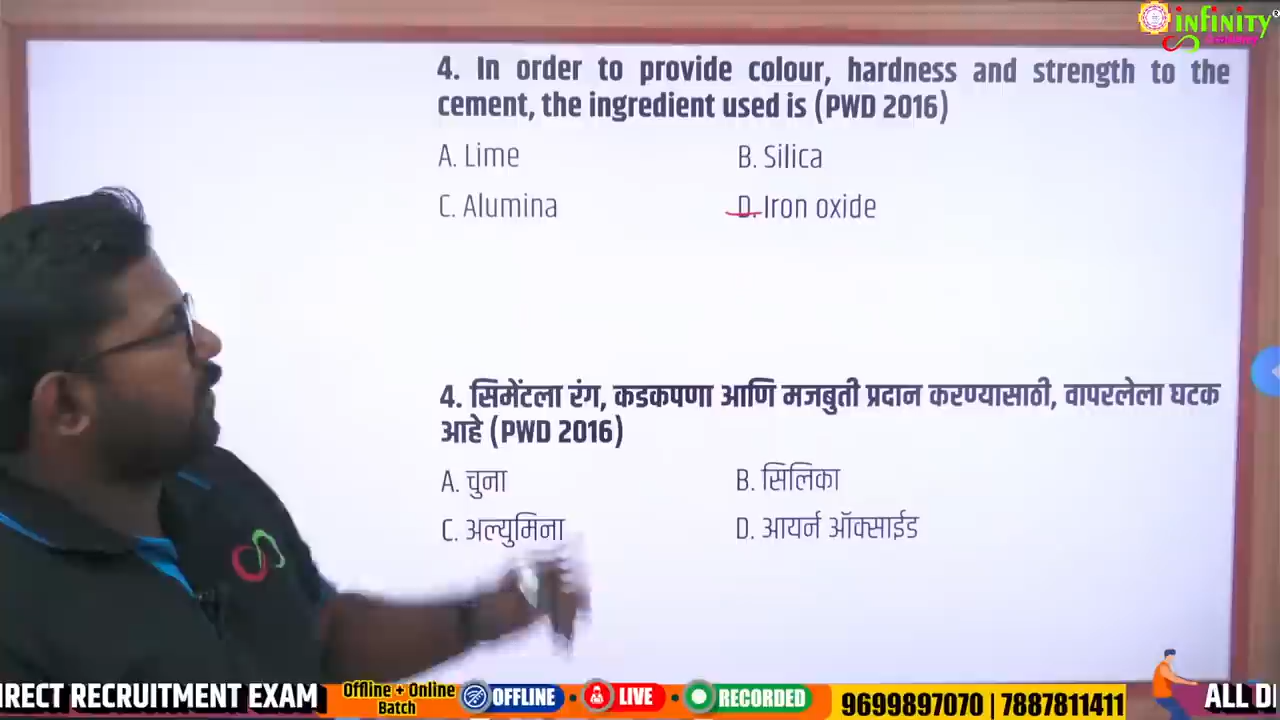 infinity
4. In order to provide colour, hardness and strength to the
cement, the ingredient used is (PWD 2016)
A. Lime B. Silica
C. Alumina D. Iron oxide
4. सिमेंटला रंग, कडकपणा आणि मजबुती प्रदान करण्यासाठी, वापरलेला घटक
आहे (PWD 2016)
A. चुना B. सिलिका
C. अल्युमिना D. आयर्न ऑक्साईड
IRECT RECRUITMENT EXAM
Offline + Online
Batch
OFFLINE • LIVE • RECORDED
9699897070 | 7887811411
ALL DI